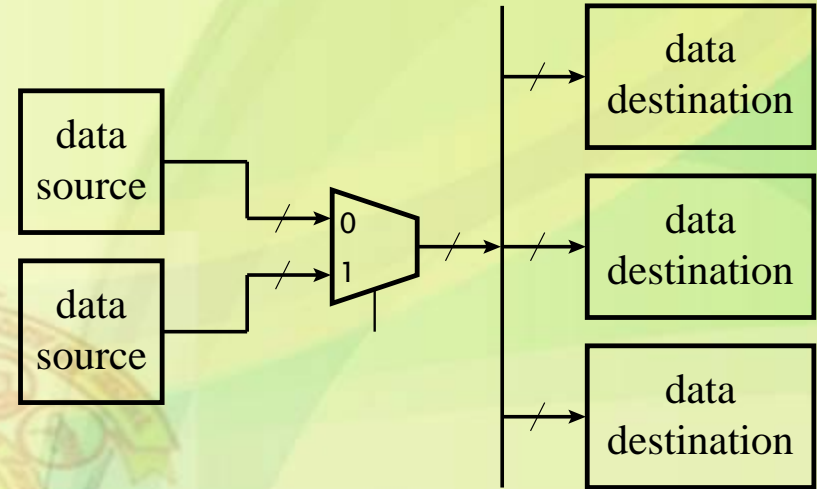 data
source
data
source
0
1
data
destination
data
destination
data
destination